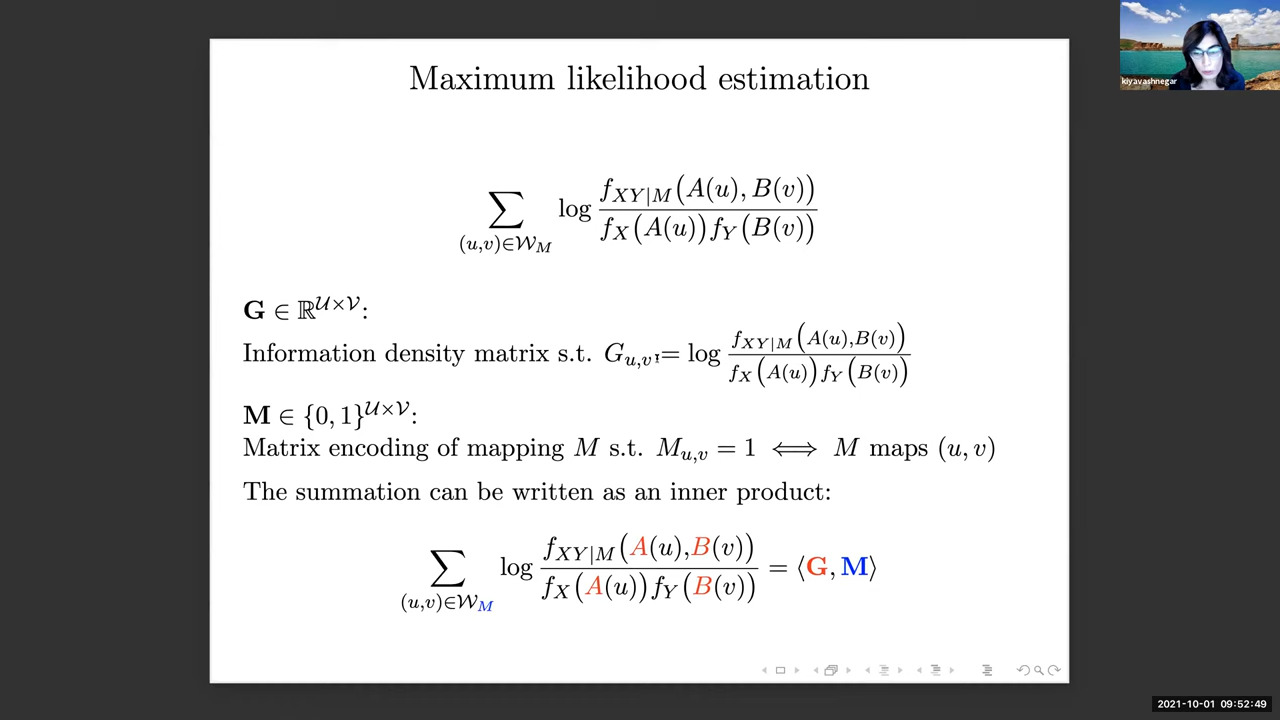 Maximum likelihood estimation
∑_{(u,v)∈𝒲_M} log f_{XY|M}(A(u), B(v)) / f_X(A(u)) f_Y(B(v))
G ∈ ℝ^{𝒰×𝒱}:
Information density matrix s.t. G_{u,v} = log f_{XY|M}(A(u),B(v)) / f_X(A(u)) f_Y(B(v))
M ∈ {0, 1}^{𝒰×𝒱}:
Matrix encoding of mapping M s.t. M_{u,v} = 1 ⟺ M maps (u, v)
The summation can be written as an inner product:
∑_{(u,v)∈𝒲_M} log f_{XY|M}(A(u),B(v)) / f_X(A(u)) f_Y(B(v)) = ⟨G, M⟩
kiyavashnegar
2021-10-01 09:52:49